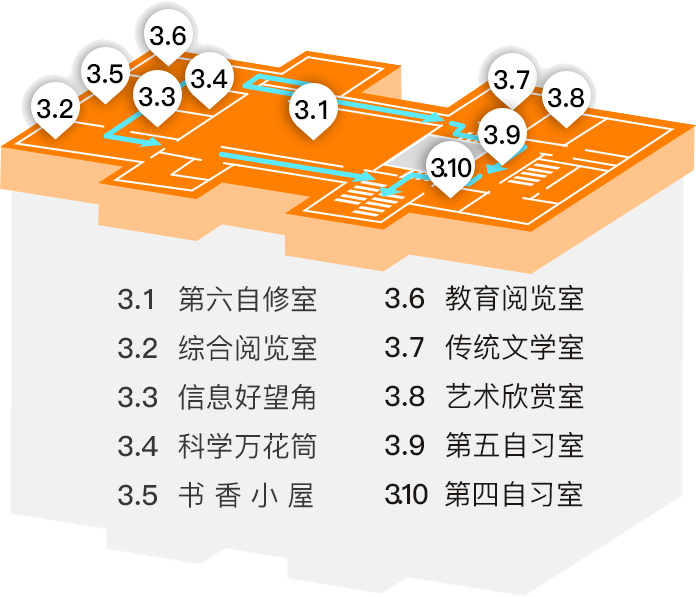 3.6
3.5
3.4
3.7
3.2
3.3
3.1
3.8
3.9
3.10
3.1 第六自修室
3.2 综合阅览室
3.3 信息好望角
3.4 科学万花筒
3.5 书香小屋
3.6 教育阅览室
3.7 传统文学室
3.8 艺术欣赏室
3.9 第五自习室
3.10 第四自习室